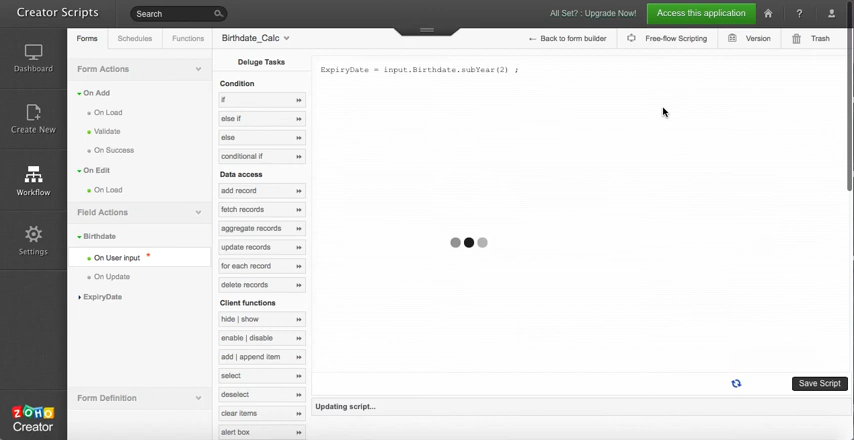 Creator Scripts
Search
All Set? : Upgrade Now!
Access this application
?
Forms
Schedules
Functions
Birthdate_Calc
← Back to form builder
Free-flow Scripting
Version
Trash
Dashboard
Create New
Workflow
Settings
ZOHO
Creator
Form Actions
On Add
On Load
Validate
On Success
On Edit
On Load
Field Actions
Birthdate
On User input *
On Update
ExpiryDate
Form Definition
Deluge Tasks
Condition
if
else if
else
conditional if
Data access
add record
fetch records
aggregate records
update records
for each record
delete records
Client functions
hide | show
enable | disable
add | append item
select
deselect
clear items
alert box
ExpiryDate = input.Birthdate.subYear(2) ;
Save Script
Updating script...